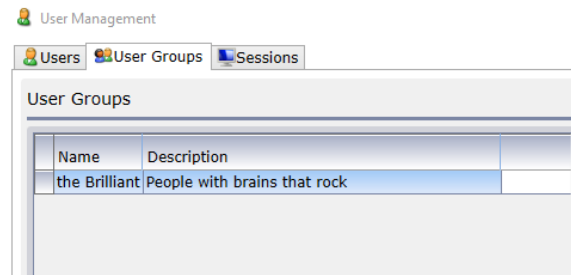 User Management
Users User Groups Sessions
User Groups
Name Description
the Brilliant People with brains that rock